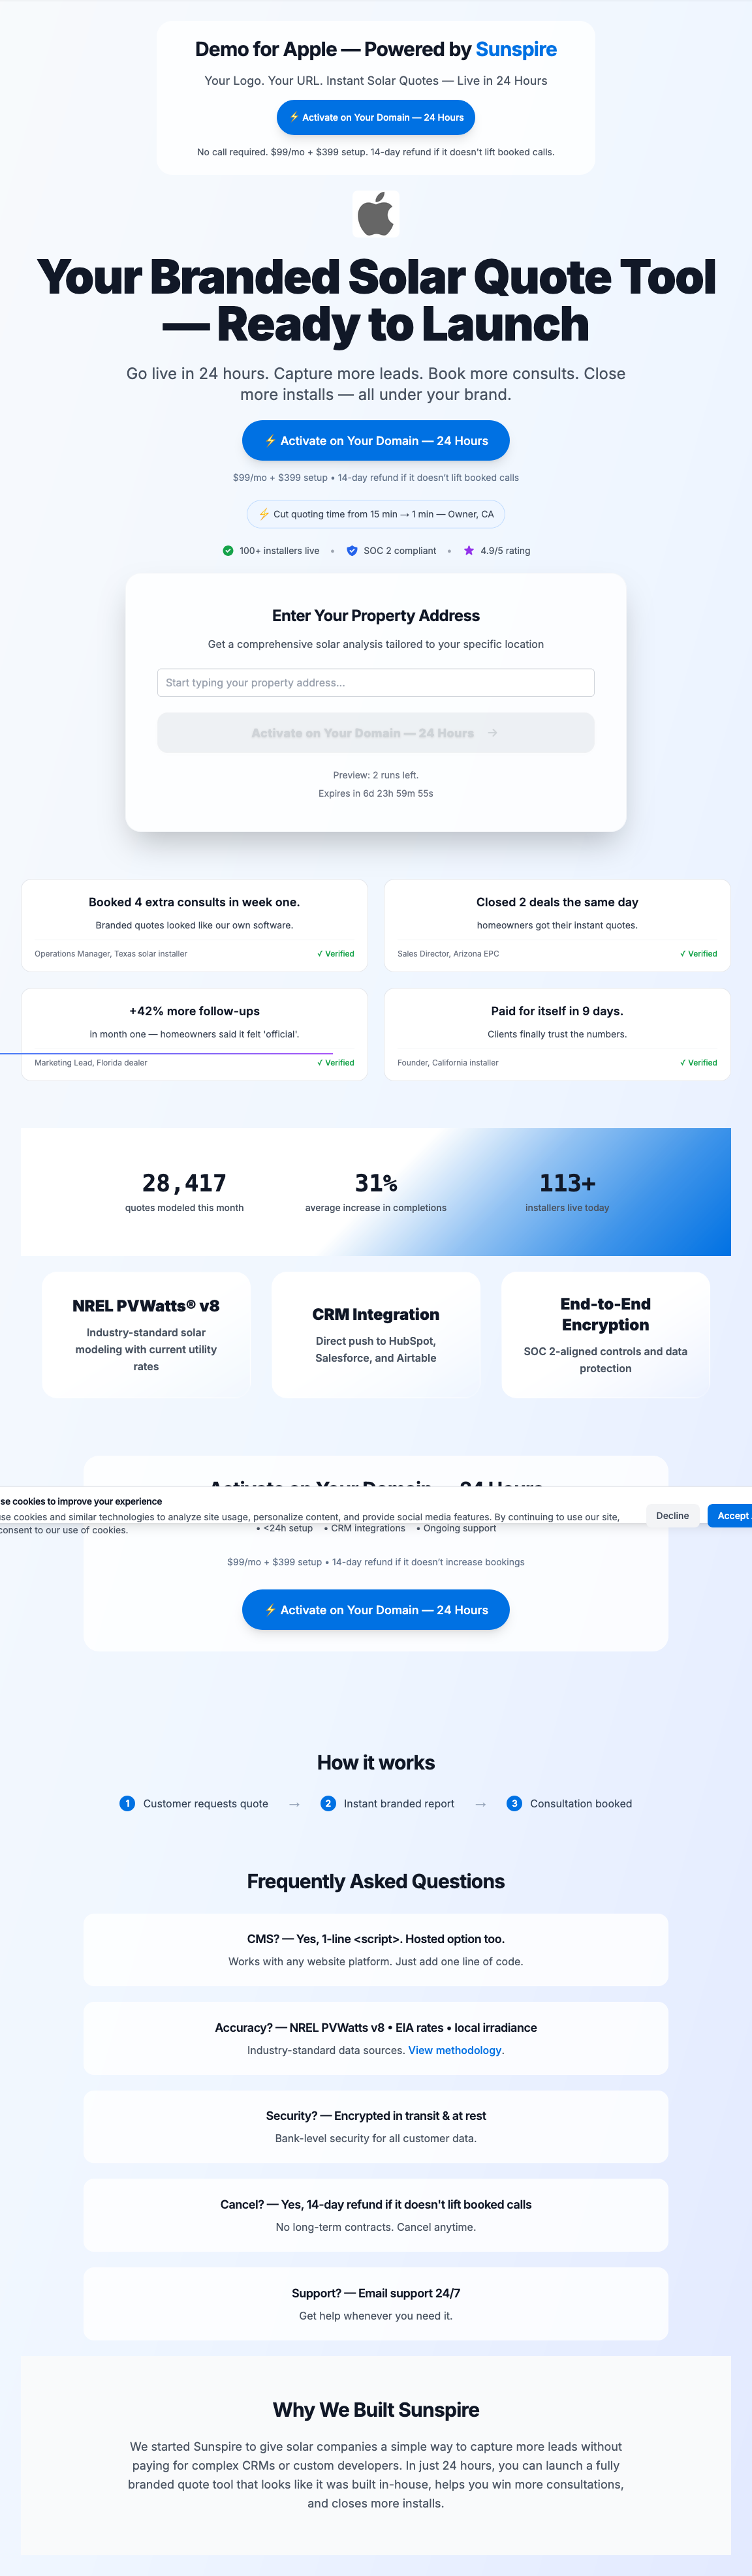 Demo for Apple — Powered by Sunspire
Your Logo. Your URL. Instant Solar Quotes — Live in 24 Hours
⚡ Activate on Your Domain — 24 Hours
No call required. $99/mo + $399 setup. 14-day refund if it doesn't lift booked calls.
Your Branded Solar Quote Tool
— Ready to Launch
Go live in 24 hours. Capture more leads. Book more consults. Close
more installs — all under your brand.
⚡ Activate on Your Domain — 24 Hours
$99/mo + $399 setup • 14-day refund if it doesn't lift booked calls
⚡ Cut quoting time from 15 min → 1 min — Owner, CA
100+ installers live • SOC 2 compliant • 4.9/5 rating
Enter Your Property Address
Get a comprehensive solar analysis tailored to your specific location
Start typing your property address...
Activate on Your Domain — 24 Hours →
Preview: 2 runs left.
Expires in 6d 23h 59m 55s
Booked 4 extra consults in week one.
Branded quotes looked like our own software.
Operations Manager, Texas solar installer ✓ Verified
Closed 2 deals the same day
homeowners got their instant quotes.
Sales Director, Arizona EPC ✓ Verified
+42% more follow-ups
in month one — homeowners said it felt 'official'.
Marketing Lead, Florida dealer ✓ Verified
Paid for itself in 9 days.
Clients finally trust the numbers.
Founder, California installer ✓ Verified
28,417 31% 113+
quotes modeled this month average increase in completions installers live today
NREL PVWatts® v8
Industry-standard solar
modeling with current utility
rates
CRM Integration
Direct push to HubSpot,
Salesforce, and Airtable
End-to-End
Encryption
SOC 2-aligned controls and data
protection
Activate on Your Domain — 24 Hours
se cookies to improve your experience
use cookies and similar technologies to analyze site usage, personalize content, and provide social media features. By continuing to use our site,
consent to our use of cookies.
Decline Accept
• <24h setup • CRM integrations • Ongoing support
$99/mo + $399 setup • 14-day refund if it doesn't increase bookings
⚡ Activate on Your Domain — 24 Hours
How it works
1 Customer requests quote → 2 Instant branded report → 3 Consultation booked
Frequently Asked Questions
CMS? — Yes, 1-line <script>. Hosted option too.
Works with any website platform. Just add one line of code.
Accuracy? — NREL PVWatts v8 • EIA rates • local irradiance
Industry-standard data sources. View methodology.
Security? — Encrypted in transit & at rest
Bank-level security for all customer data.
Cancel? — Yes, 14-day refund if it doesn't lift booked calls
No long-term contracts. Cancel anytime.
Support? — Email support 24/7
Get help whenever you need it.
Why We Built Sunspire
We started Sunspire to give solar companies a simple way to capture more leads without
paying for complex CRMs or custom developers. In just 24 hours, you can launch a fully
branded quote tool that looks like it was built in-house, helps you win more consultations,
and closes more installs.